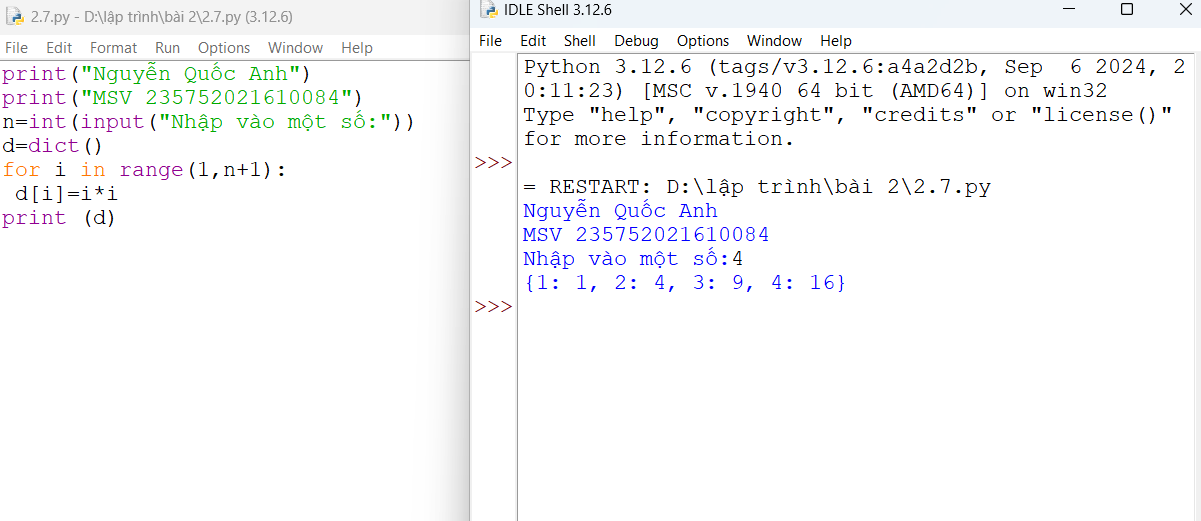 2.7.py - D:\lập trình\bài 2\2.7.py (3.12.6)
File Edit Format Run Options Window Help
print("Nguyễn Quốc Anh")
print("MSV 235752021610084")
n=int(input("Nhập vào một số:"))
d=dict()
for i in range(1,n+1):
 d[i]=i*i
print (d)
IDLE Shell 3.12.6
File Edit Shell Debug Options Window Help
Python 3.12.6 (tags/v3.12.6:a4a2d2b, Sep  6 2024, 2
0:11:23) [MSC v.1940 64 bit (AMD64)] on win32
Type "help", "copyright", "credits" or "license()"
for more information.
>>>
= RESTART: D:\lập trình\bài 2\2.7.py
Nguyễn Quốc Anh
MSV 235752021610084
Nhập vào một số:4
{1: 1, 2: 4, 3: 9, 4: 16}
>>>